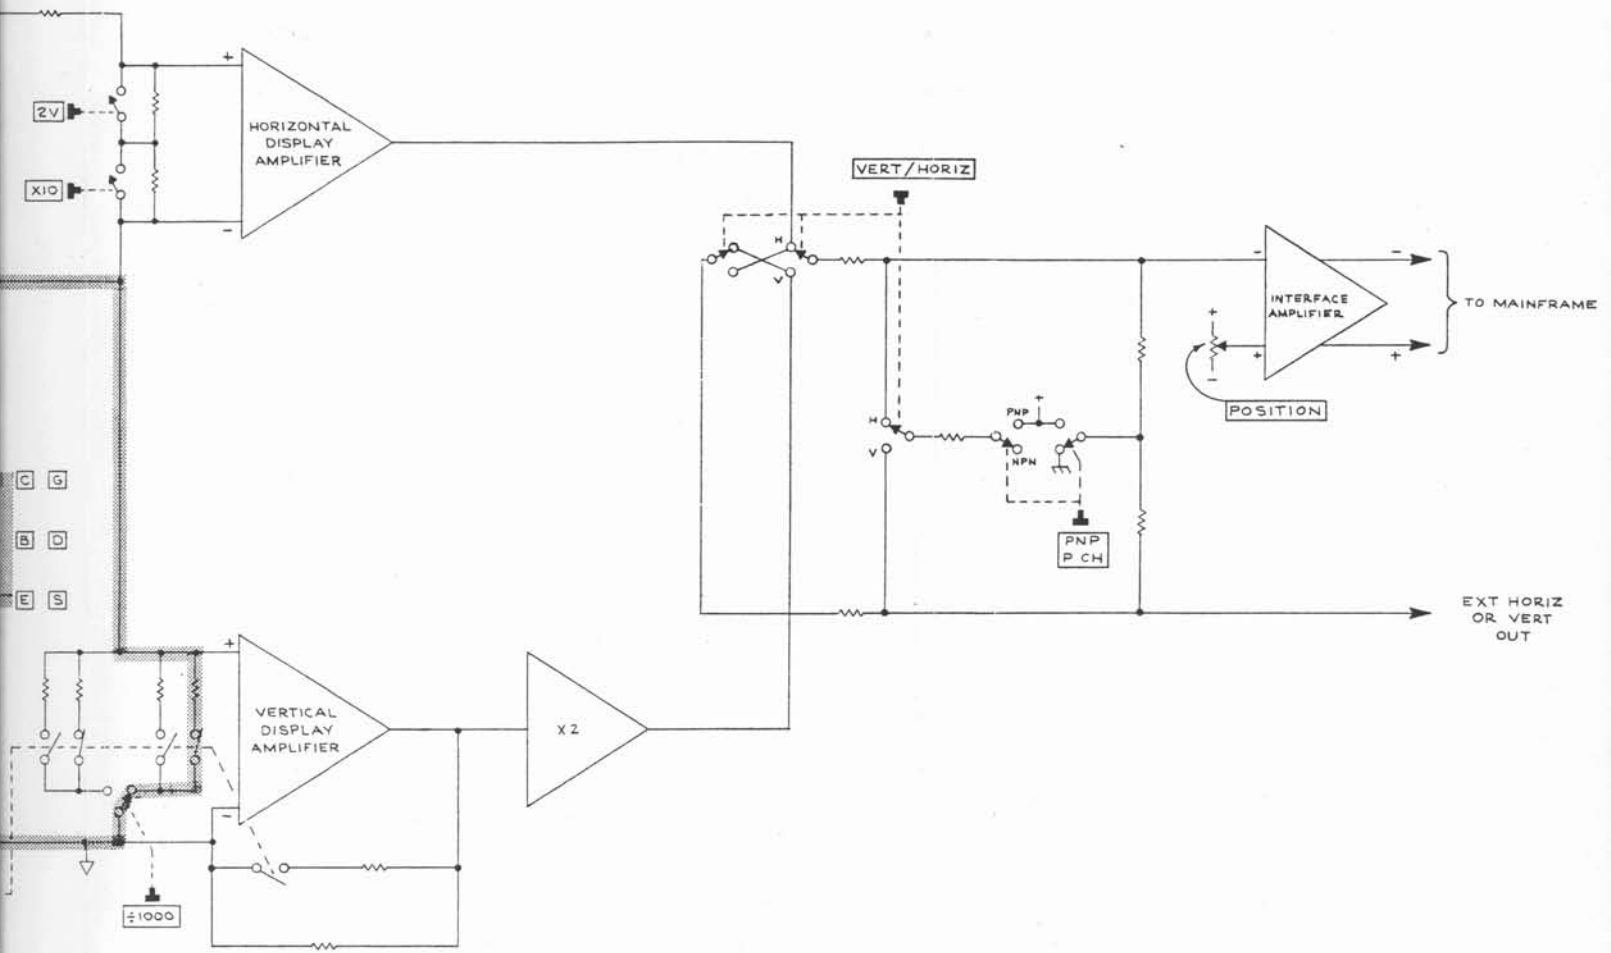 2V
X10
+
HORIZONTAL
DISPLAY
AMPLIFIER
-
VERT/HORIZ
H
V
-
INTERFACE
AMPLIFIER
+
-
+
TO MAINFRAME
+
-
POSITION
H
V
PNP
+
NPN
PNP
P CH
EXT HORIZ
OR VERT
OUT
C G
B D
E S
+
VERTICAL
DISPLAY
AMPLIFIER
-
X2
÷1000